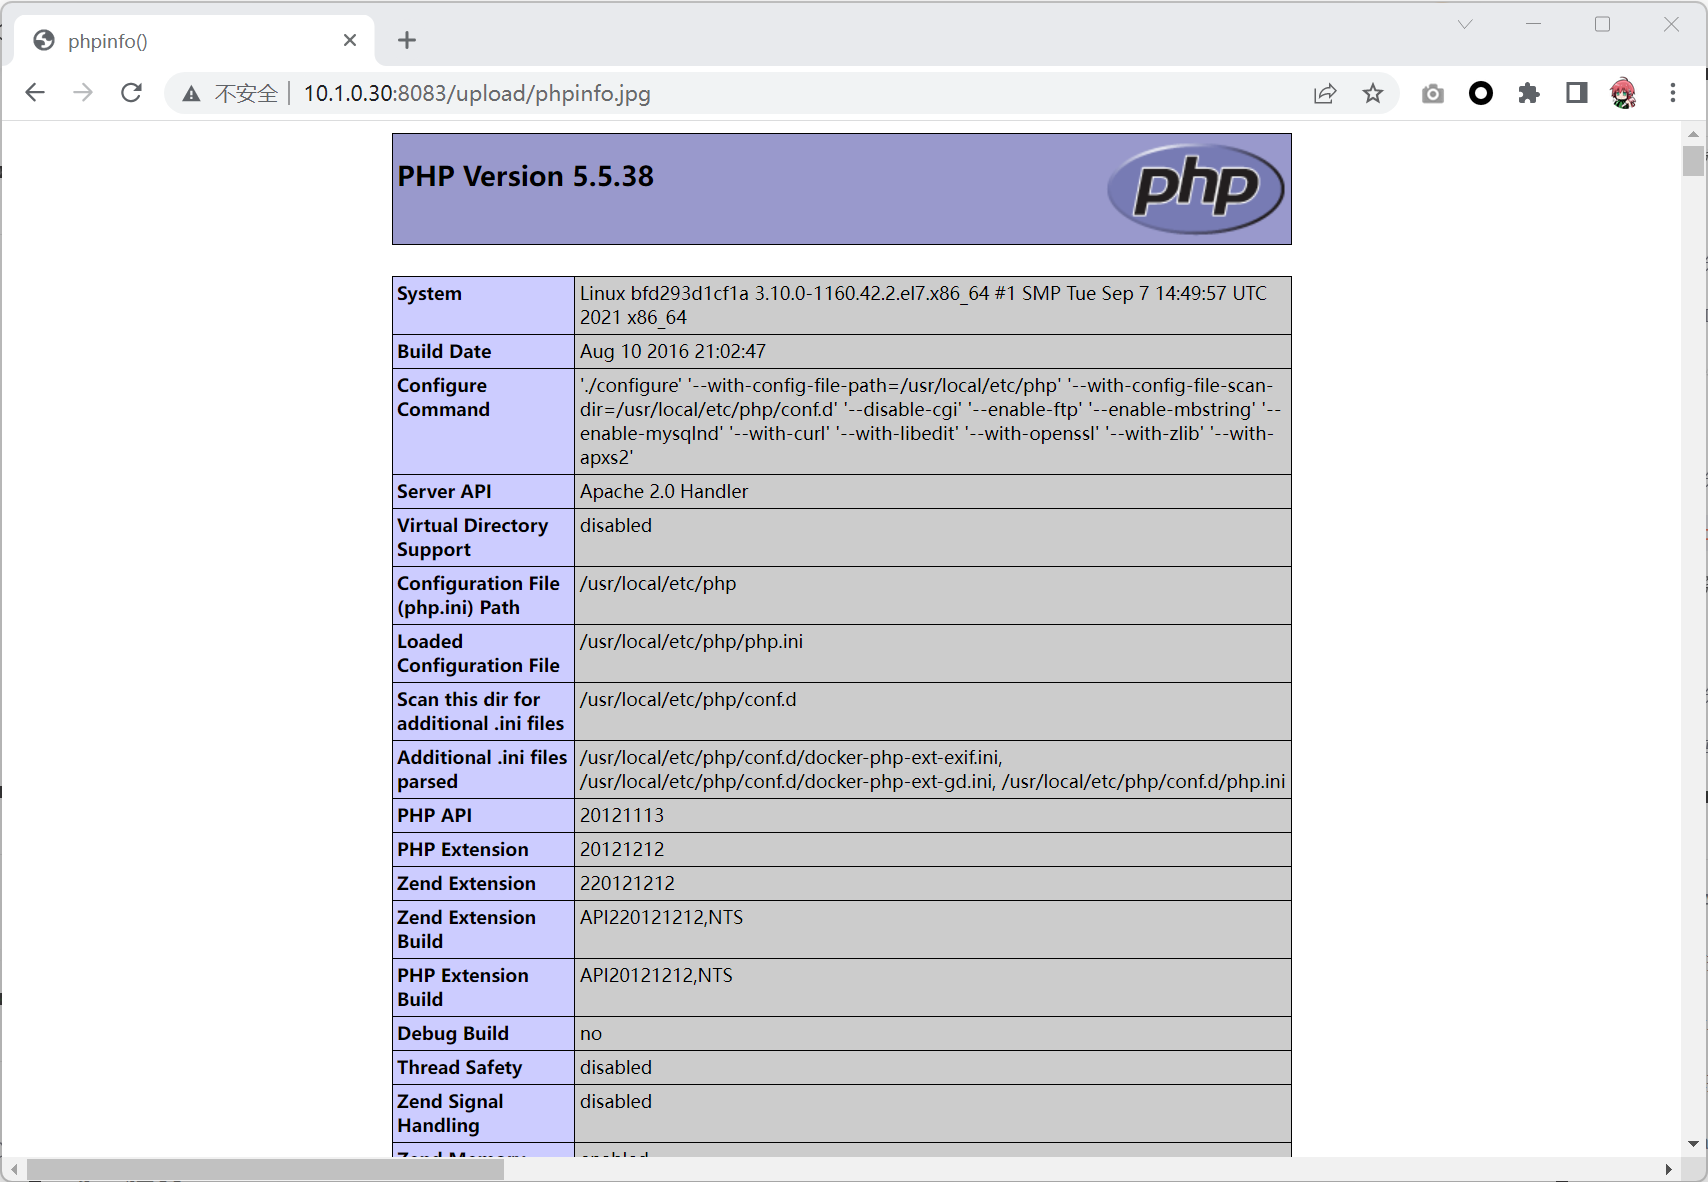 phpinfo()
不安全 10.1.0.30:8083/upload/phpinfo.jpg
PHP Version 5.5.38
php
System
Linux bfd293d1cf1a 3.10.0-1160.42.2.el7.x86_64 #1 SMP Tue Sep 7 14:49:57 UTC
2021 x86_64
Build Date
Aug 10 2016 21:02:47
Configure
Command
'./configure' '--with-config-file-path=/usr/local/etc/php' '--with-config-file-scan-
dir=/usr/local/etc/php/conf.d' '--disable-cgi' '--enable-ftp' '--enable-mbstring' '--
enable-mysqlnd' '--with-curl' '--with-libedit' '--with-openssl' '--with-zlib' '--with-
apxs2'
Server API
Apache 2.0 Handler
Virtual Directory
Support
disabled
Configuration File
(php.ini) Path
/usr/local/etc/php
Loaded
Configuration File
/usr/local/etc/php/php.ini
Scan this dir for
additional .ini files
/usr/local/etc/php/conf.d
Additional .ini files
parsed
/usr/local/etc/php/conf.d/docker-php-ext-exif.ini,
/usr/local/etc/php/conf.d/docker-php-ext-gd.ini, /usr/local/etc/php/conf.d/php.ini
PHP API
20121113
PHP Extension
20121212
Zend Extension
220121212
Zend Extension
Build
API220121212,NTS
PHP Extension
Build
API20121212,NTS
Debug Build
no
Thread Safety
disabled
Zend Signal
Handling
disabled
Zend Memory
enabled